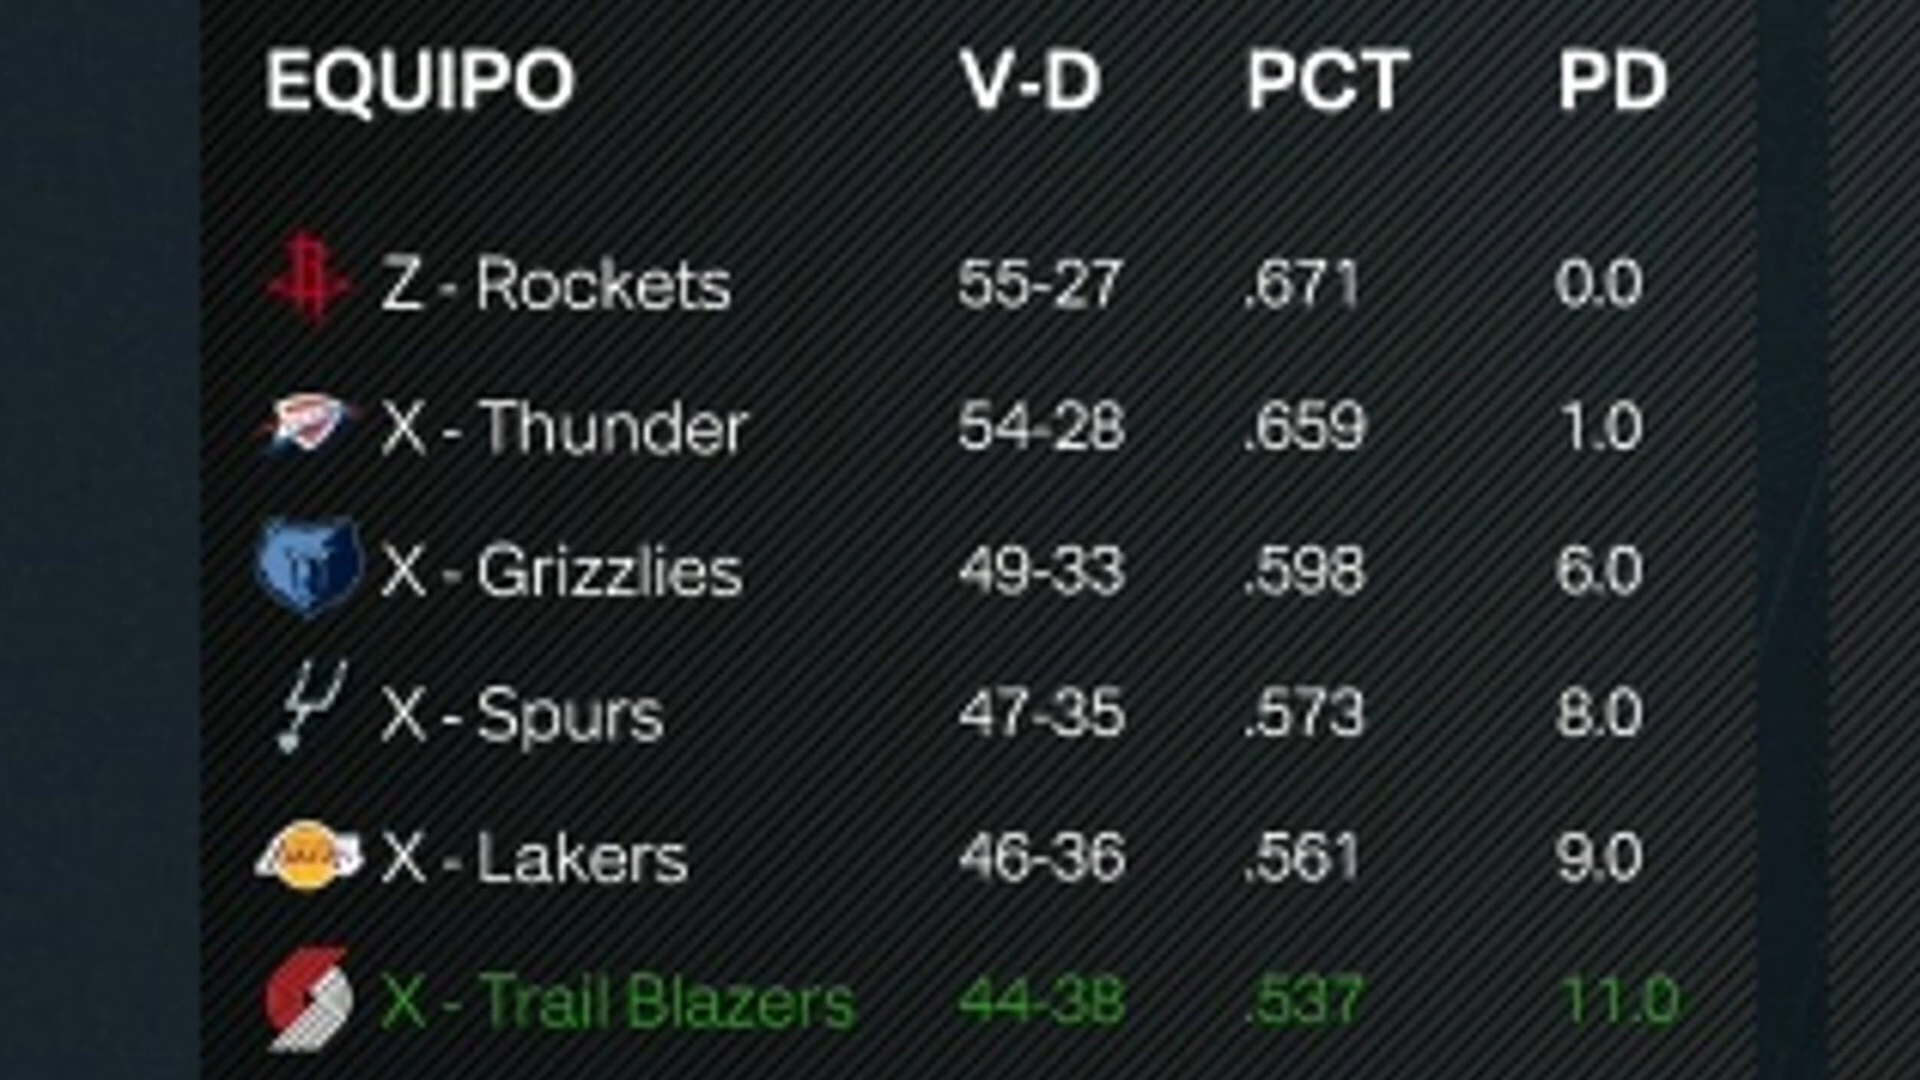 EQUIPO V-D PCT PD
Z - Rockets 55-27 .671 0.0
X - Thunder 54-28 .659 1.0
X - Grizzlies 49-33 .598 6.0
X - Spurs 47-35 .573 8.0
X - Lakers 46-36 .561 9.0
X - Trail Blazers 44-38 .537 11.0